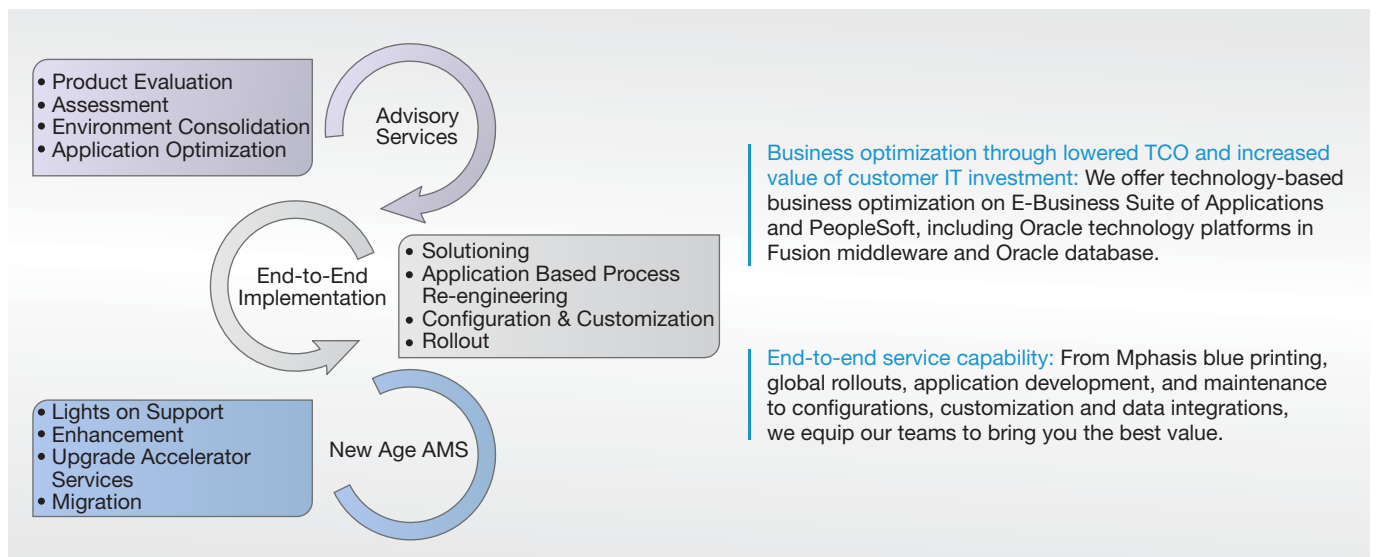 • Product Evaluation
• Assessment
• Environment Consolidation
• Application Optimization
Advisory
Services
End-to-End
Implementation
• Solutioning
• Application Based Process
Re-engineering
• Configuration & Customization
• Rollout
• Lights on Support
• Enhancement
• Upgrade Accelerator
Services
• Migration
New Age AMS
Business optimization through lowered TCO and increased
value of customer IT investment: We offer technology-based
business optimization on E-Business Suite of Applications
and PeopleSoft, including Oracle technology platforms in
Fusion middleware and Oracle database.
End-to-end service capability: From Mphasis blue printing,
global rollouts, application development, and maintenance
to configurations, customization and data integrations,
we equip our teams to bring you the best value.